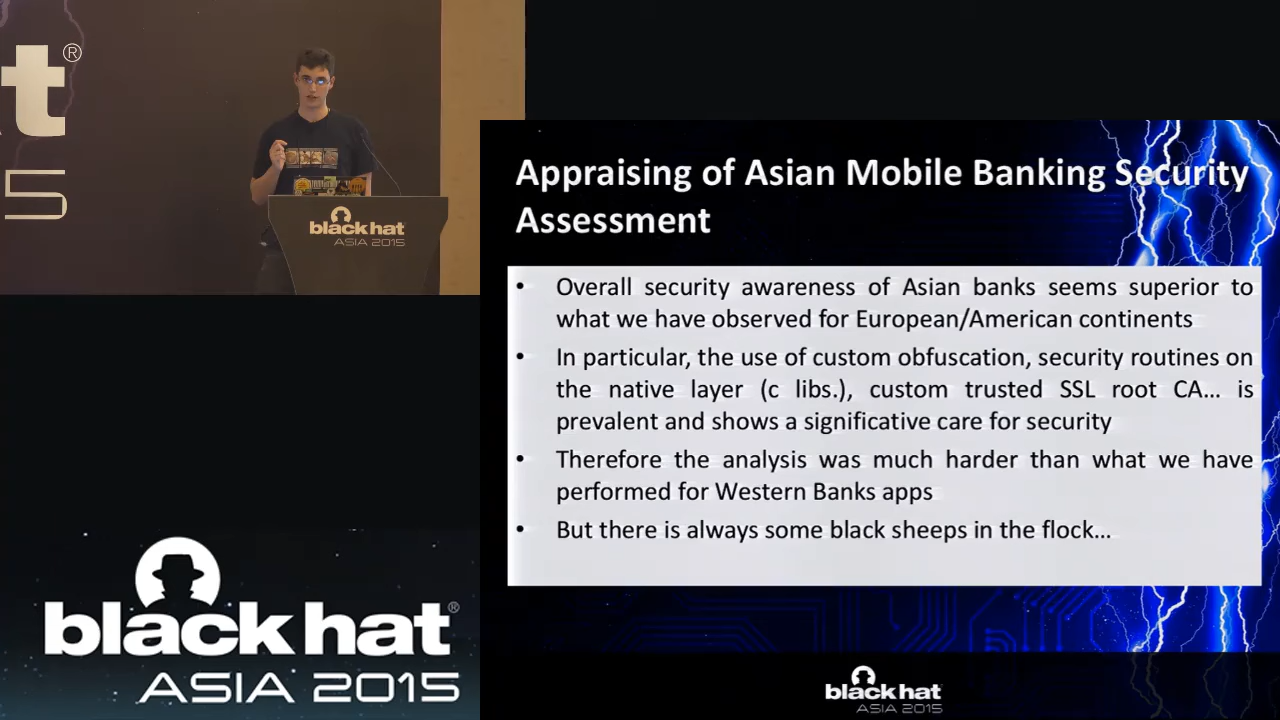 t®
5
black hat
ASIA 2015
Appraising of Asian Mobile Banking Security
Assessment
• Overall security awareness of Asian banks seems superior to
what we have observed for European/American continents
• In particular, the use of custom obfuscation, security routines on
the native layer (c libs.), custom trusted SSL root CA... is
prevalent and shows a significative care for security
• Therefore the analysis was much harder than what we have
performed for Western Banks apps
• But there is always some black sheeps in the flock...
black hat®
ASIA 2015
black hat
ASIA 2015